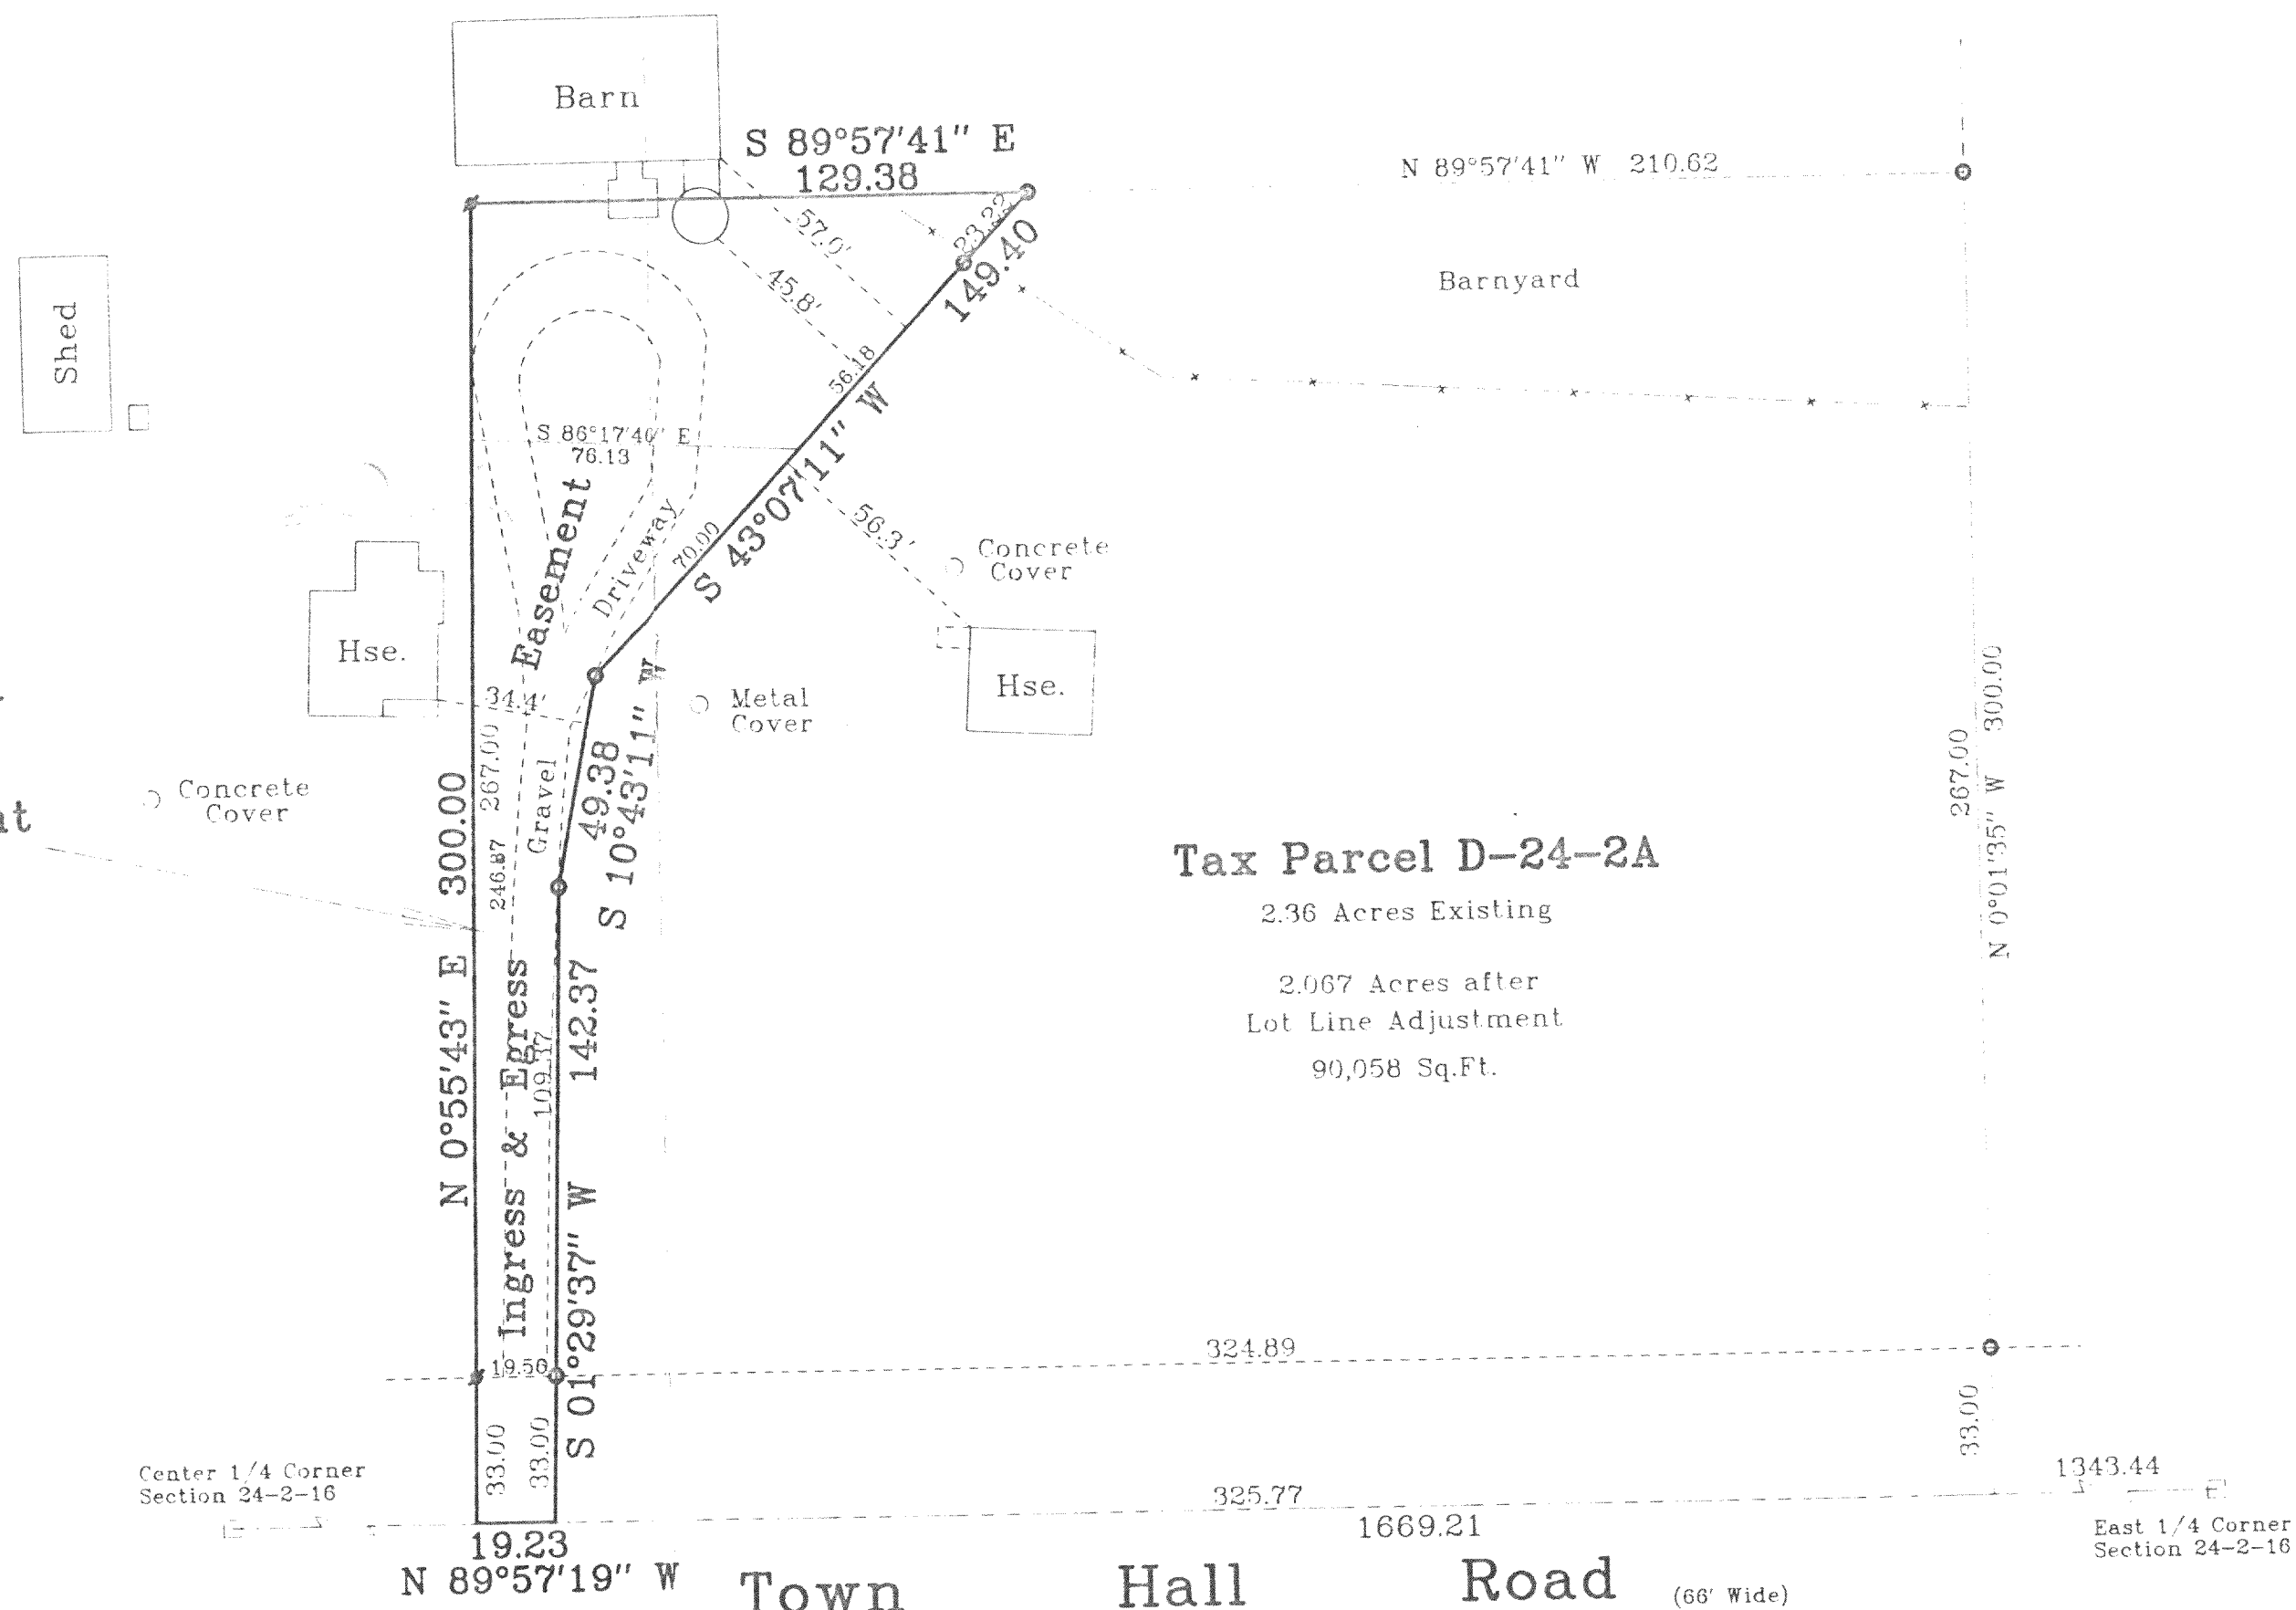 Barn
S 89°57'41" E
129.38
N 89°57'41" W 210.62
57.0'
23.22
149.40
45.8'
Barnyard
Shed
56.18
S 86°17'46" E
76.13
S 43°07'11" W
70.00
56.3'
Concrete
Cover
Driveway
Hse.
Hse.
34.4'
Metal
Cover
Concrete
Cover
N 0°55'43" E 300.00
267.00
246.87
Gravel
49.38
S 10°43'11" W
267.00
N 0°01'35" W 300.00
Tax Parcel D-24-2A
2.36 Acres Existing
2.067 Acres after
Lot Line Adjustment
90,058 Sq.Ft.
Ingress & Egress Easement
109.37
S 01°29'37" W 142.37
19.50
324.89
33.00
33.00
33.00
Center 1/4 Corner
Section 24-2-16
325.77
1343.44
1669.21
East 1/4 Corner
Section 24-2-16
19.23
N 89°57'19" W
Town Hall Road (66' Wide)